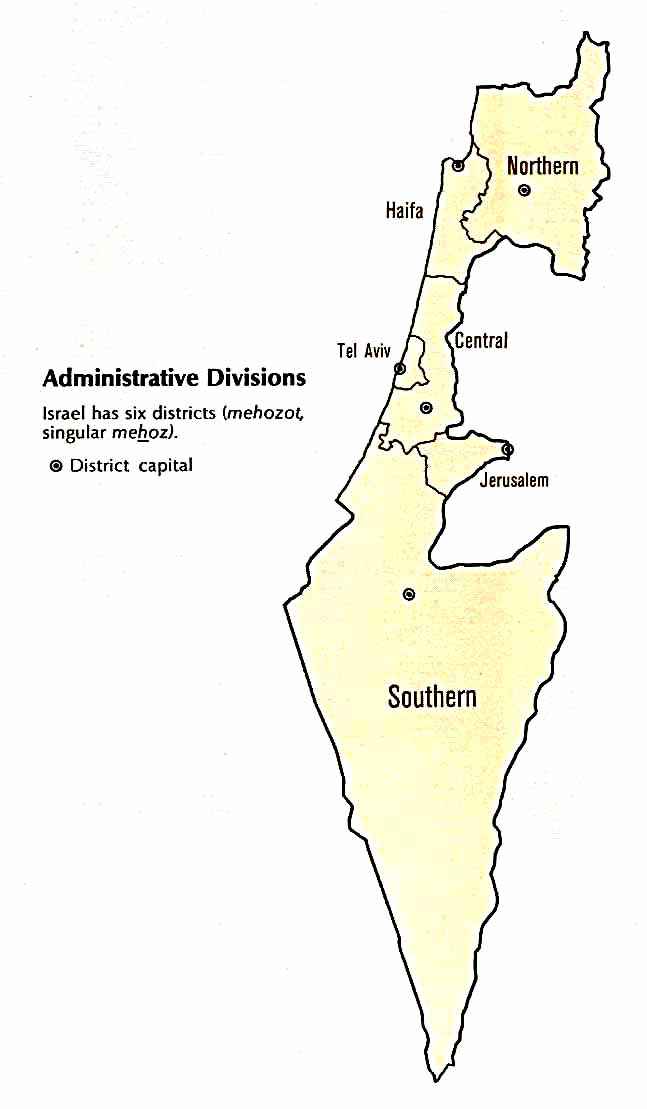 Northern
Haifa
Tel Aviv
Central
Administrative Divisions
Israel has six districts (mehozot,
singular mehoz).
District capital
Jerusalem
Southern